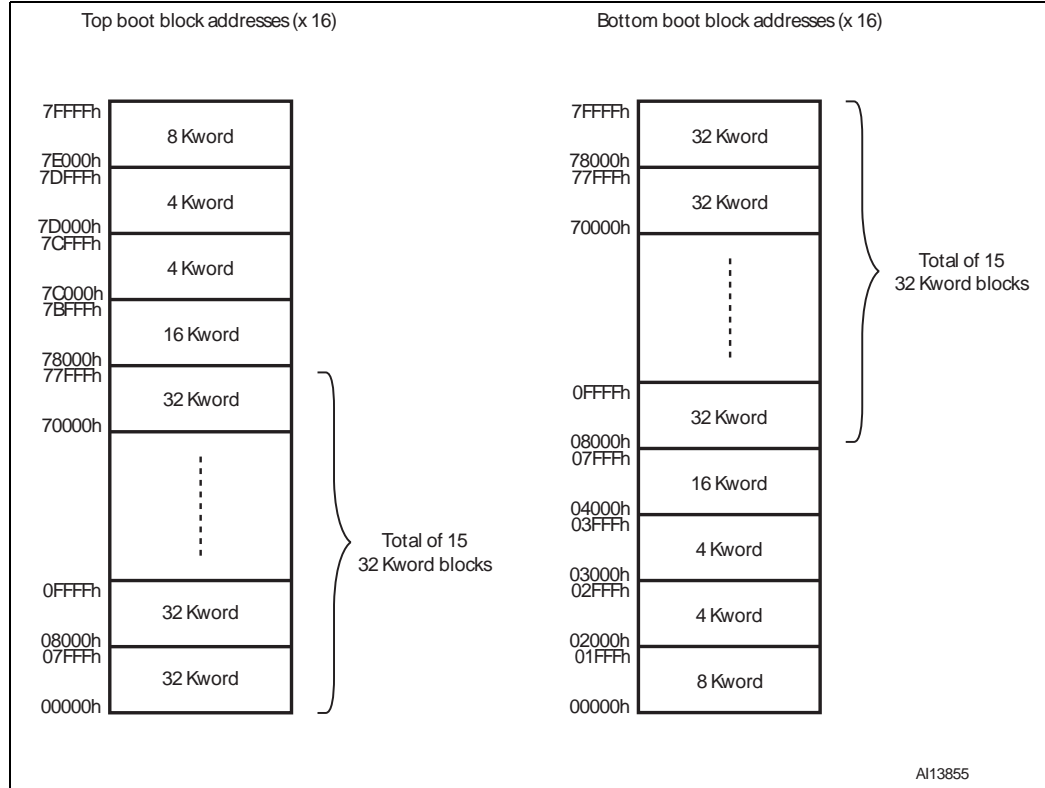 Top boot block addresses (x 16)
7FFFFh
8 Kword
7E000h
7DFFFh
4 Kword
7D000h
7CFFFh
4 Kword
7C000h
7BFFFh
16 Kword
78000h
77FFFh
32 Kword
70000h
Total of 15
32 Kword blocks
0FFFFh
32 Kword
08000h
07FFFh
32 Kword
00000h
Bottom boot block addresses (x 16)
7FFFFh
32 Kword
78000h
77FFFh
32 Kword
70000h
Total of 15
32 Kword blocks
0FFFFh
32 Kword
08000h
07FFFh
16 Kword
04000h
03FFFh
4 Kword
03000h
02FFFh
4 Kword
02000h
01FFFh
8 Kword
00000h
AI13855